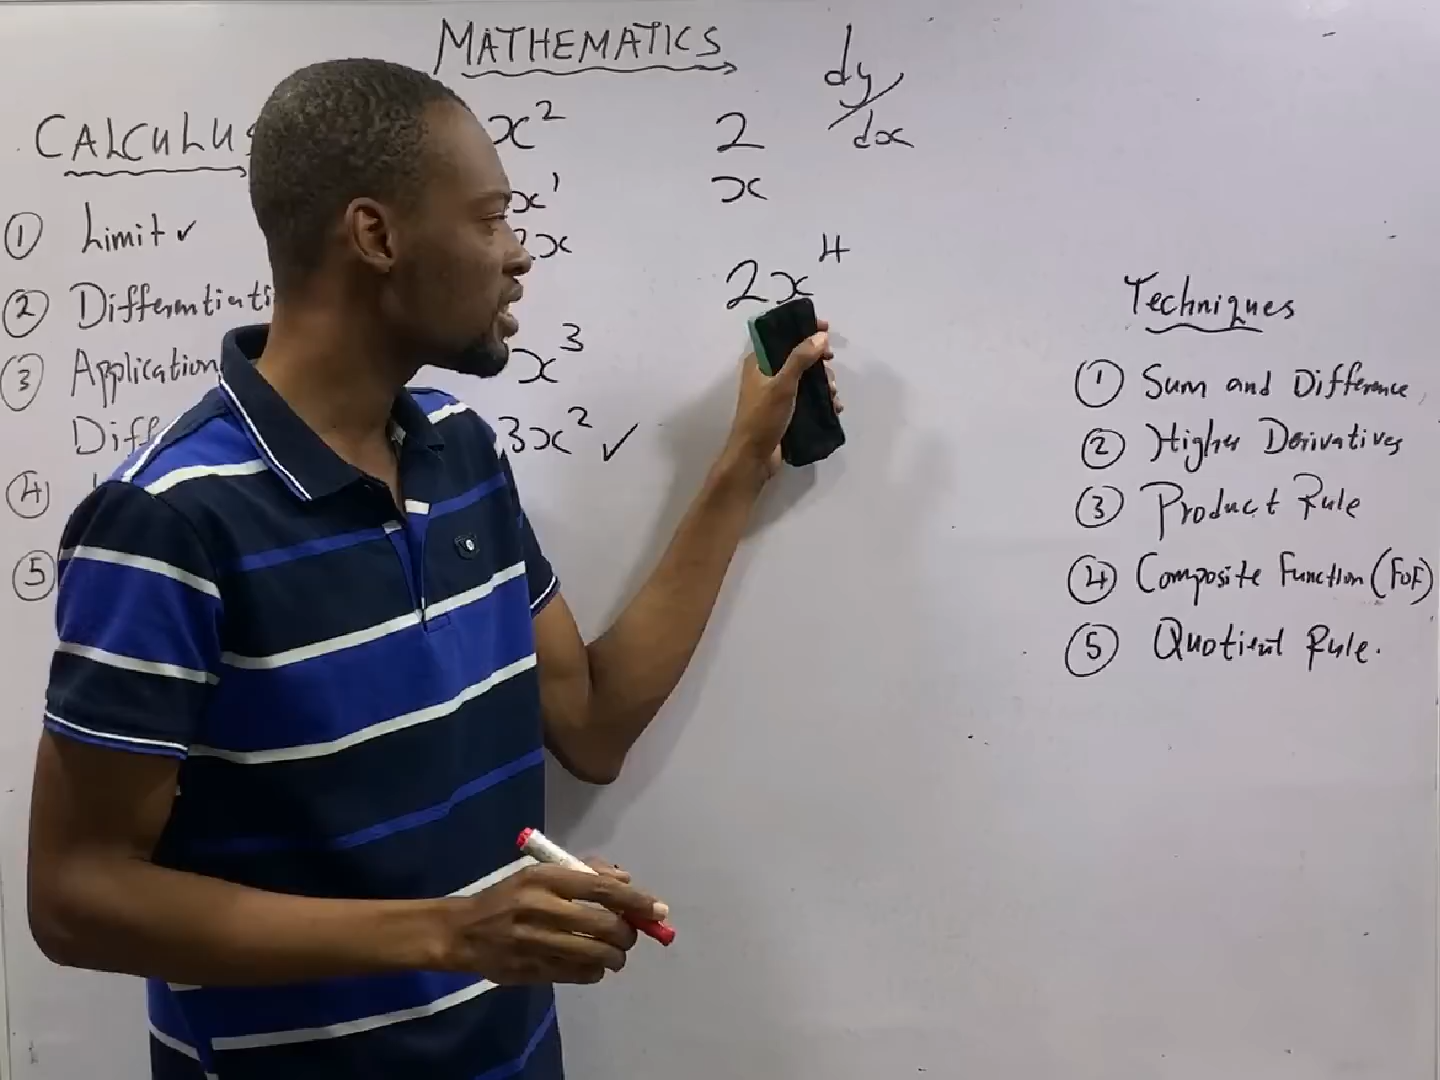 MATHEMATICS
dy/dx
CALCULUS
x²
2
x¹
x
① Limit ✓
2x
2x⁴
② Differentiati
③ Application
x³
Diff
3x² ✓
④
⑤
Techniques
① Sum and Difference,
② Higher Derivatives
③ Product Rule
④ Composite Function (FOF)
⑤ Quotient Rule.